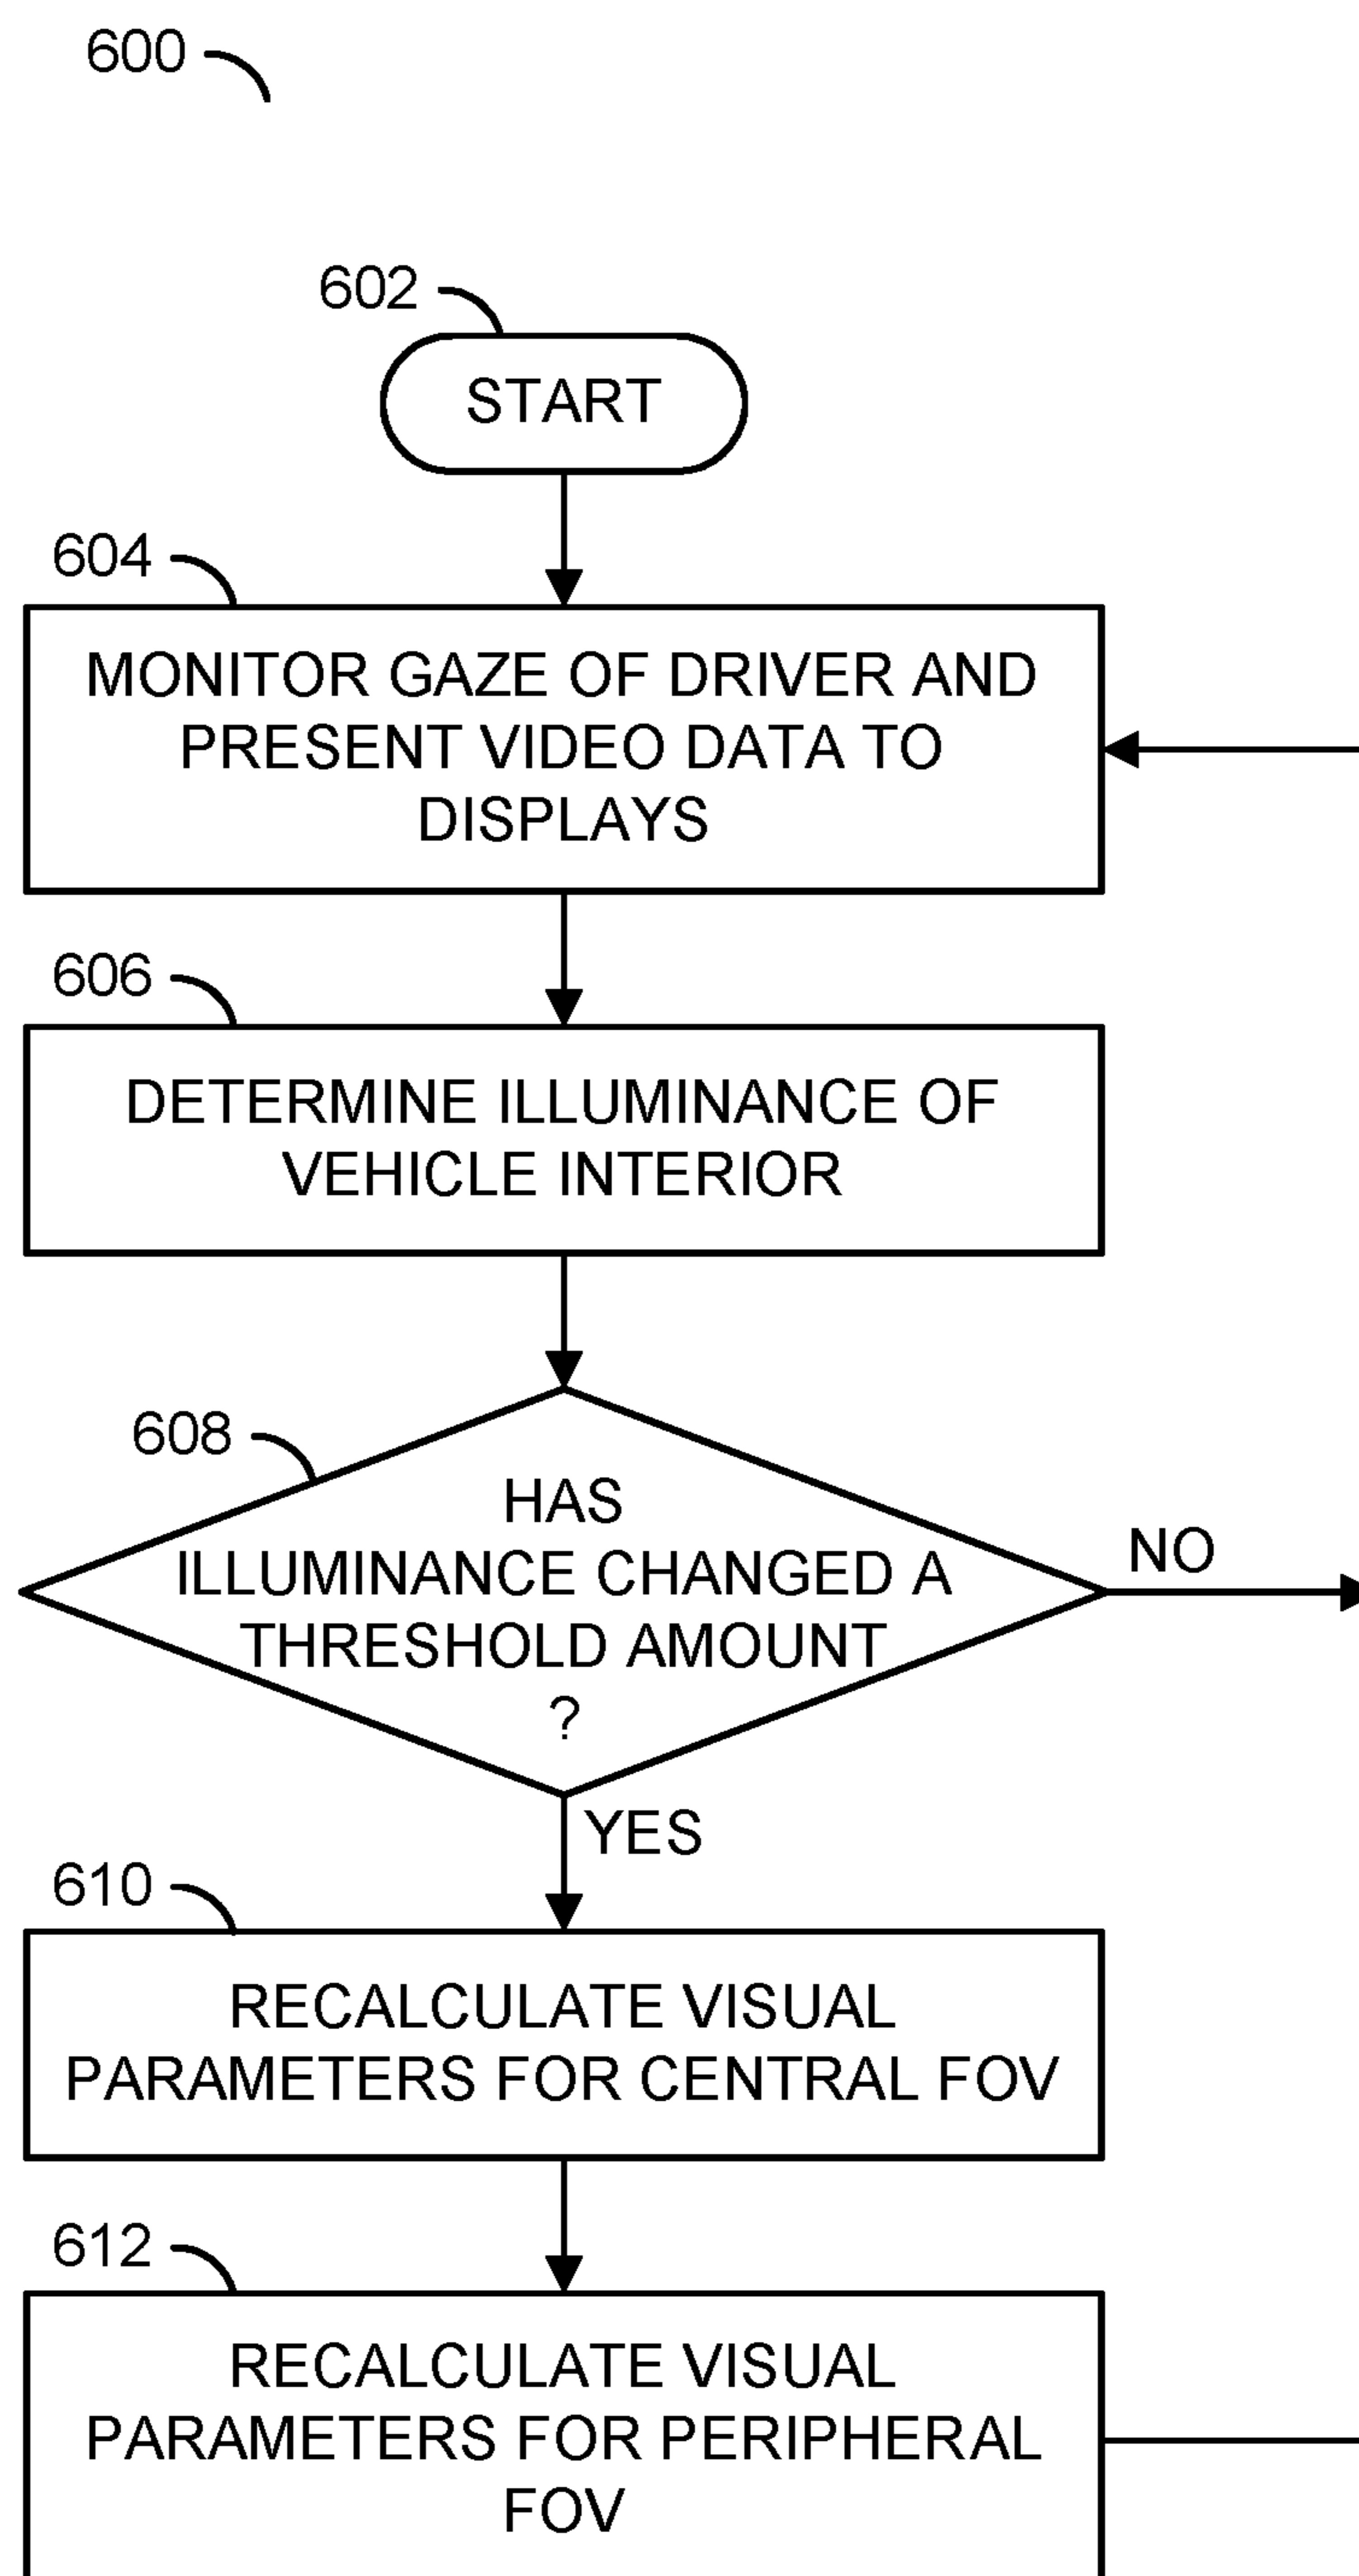 600
602
START
604
MONITOR GAZE OF DRIVER AND
PRESENT VIDEO DATA TO
DISPLAYS
606
DETERMINE ILLUMINANCE OF
VEHICLE INTERIOR
608
HAS
ILLUMINANCE CHANGED A
THRESHOLD AMOUNT
?
NO
YES
610
RECALCULATE VISUAL
PARAMETERS FOR CENTRAL FOV
612
RECALCULATE VISUAL
PARAMETERS FOR PERIPHERAL
FOV